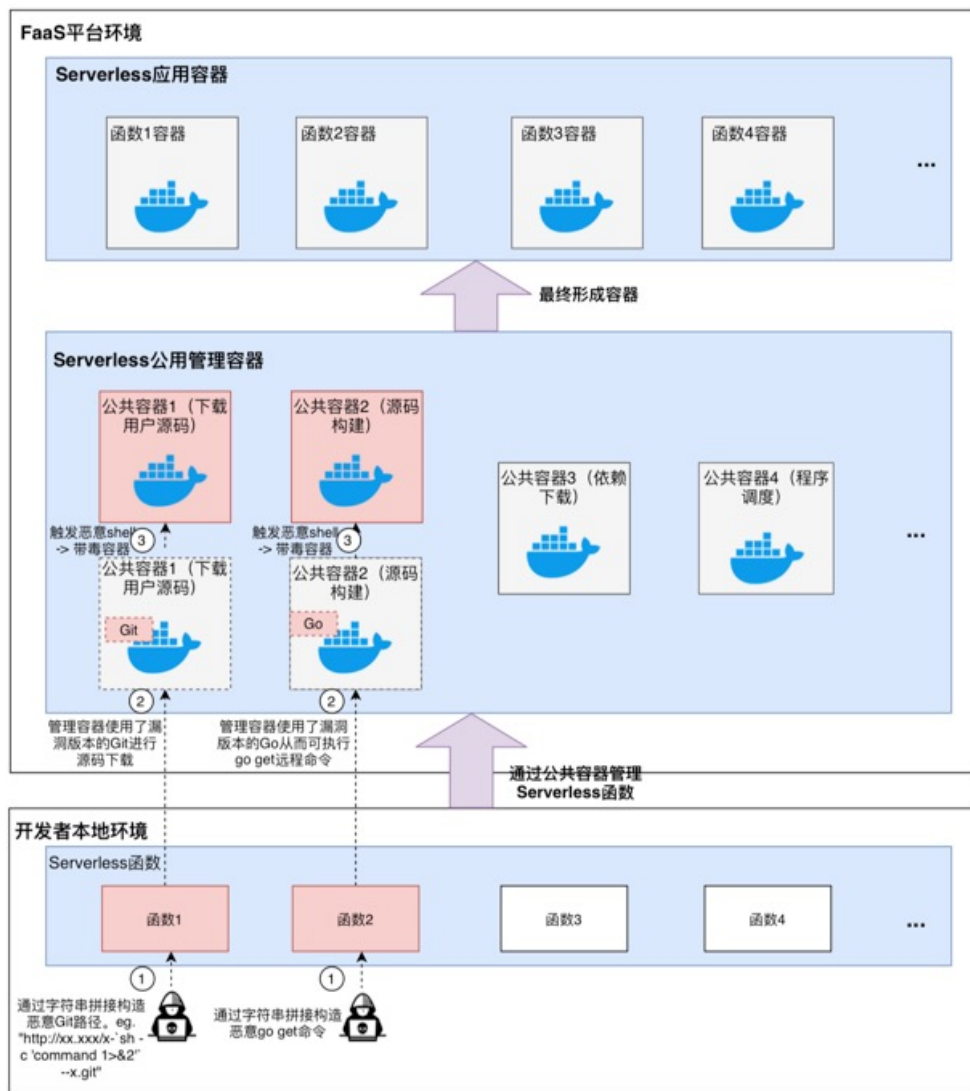 FaaS平台环境
Serverless应用容器
函数1容器
函数2容器
函数3容器
函数4容器
...
最终形成容器
Serverless公用管理容器
公共容器1（下载
用户源码）
公共容器2（源码
构建）
公共容器3（依赖
下载）
公共容器4（程序
调度）
...
触发恶意shell
-> 带毒容器
3
触发恶意shell
-> 带毒容器
3
公共容器1（下载
用户源码）
Git
公共容器2（源码
构建）
Go
2
管理容器使用了漏
洞版本的Git进行
源码下载
2
管理容器使用了漏洞
版本的Go从而可执行
go get远程命令
通过公共容器管理
Serverless函数
开发者本地环境
Serverless函数
函数1
函数2
函数3
函数4
...
1
通过字符串拼接构造
恶意Git路径。eg.
"http://xx.xxx/x-`sh -
c 'command 1>&2'`
--x.git"
1
通过字符串拼接构造
恶意go get命令